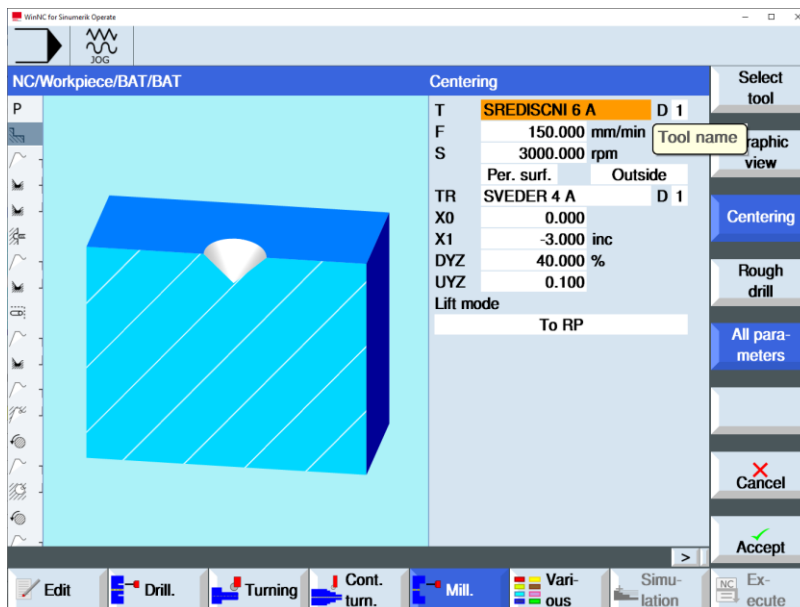 WinNC for Sinumerik Operate
JOG
NC/Workpiece/BAT/BAT
Centering
P
T SREDISCNI 6 A D 1
F 150.000 mm/min
Tool name
S 3000.000 rpm
Per. surf. Outside
TR SVEDER 4 A D 1
X0 0.000
X1 -3.000 inc
DYZ 40.000 %
UYZ 0.100
Lift mode
To RP
Select
tool
raphic
view
Centering
Rough
drill
All para-
meters
Cancel
Accept
>
Edit
Drill.
Turning
Cont.
turn.
Mill.
Vari-
ous
Simu-
lation
NC
Ex-
ecute